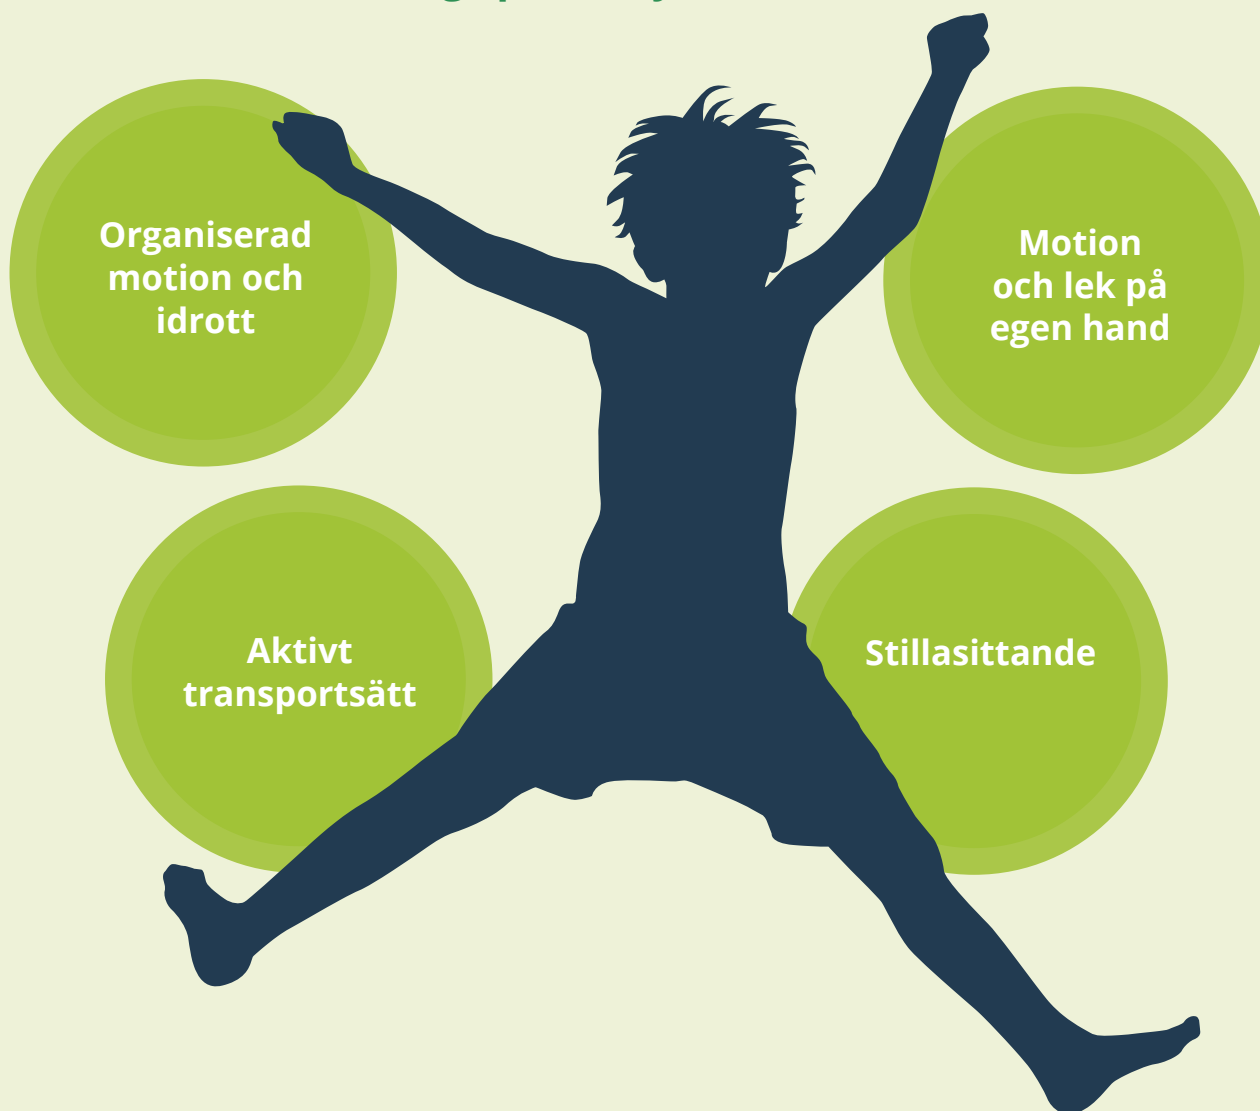 Organiserad
motion och
idrott
Motion
och lek på
egen hand
Aktivt
transportsätt
Stillasittande